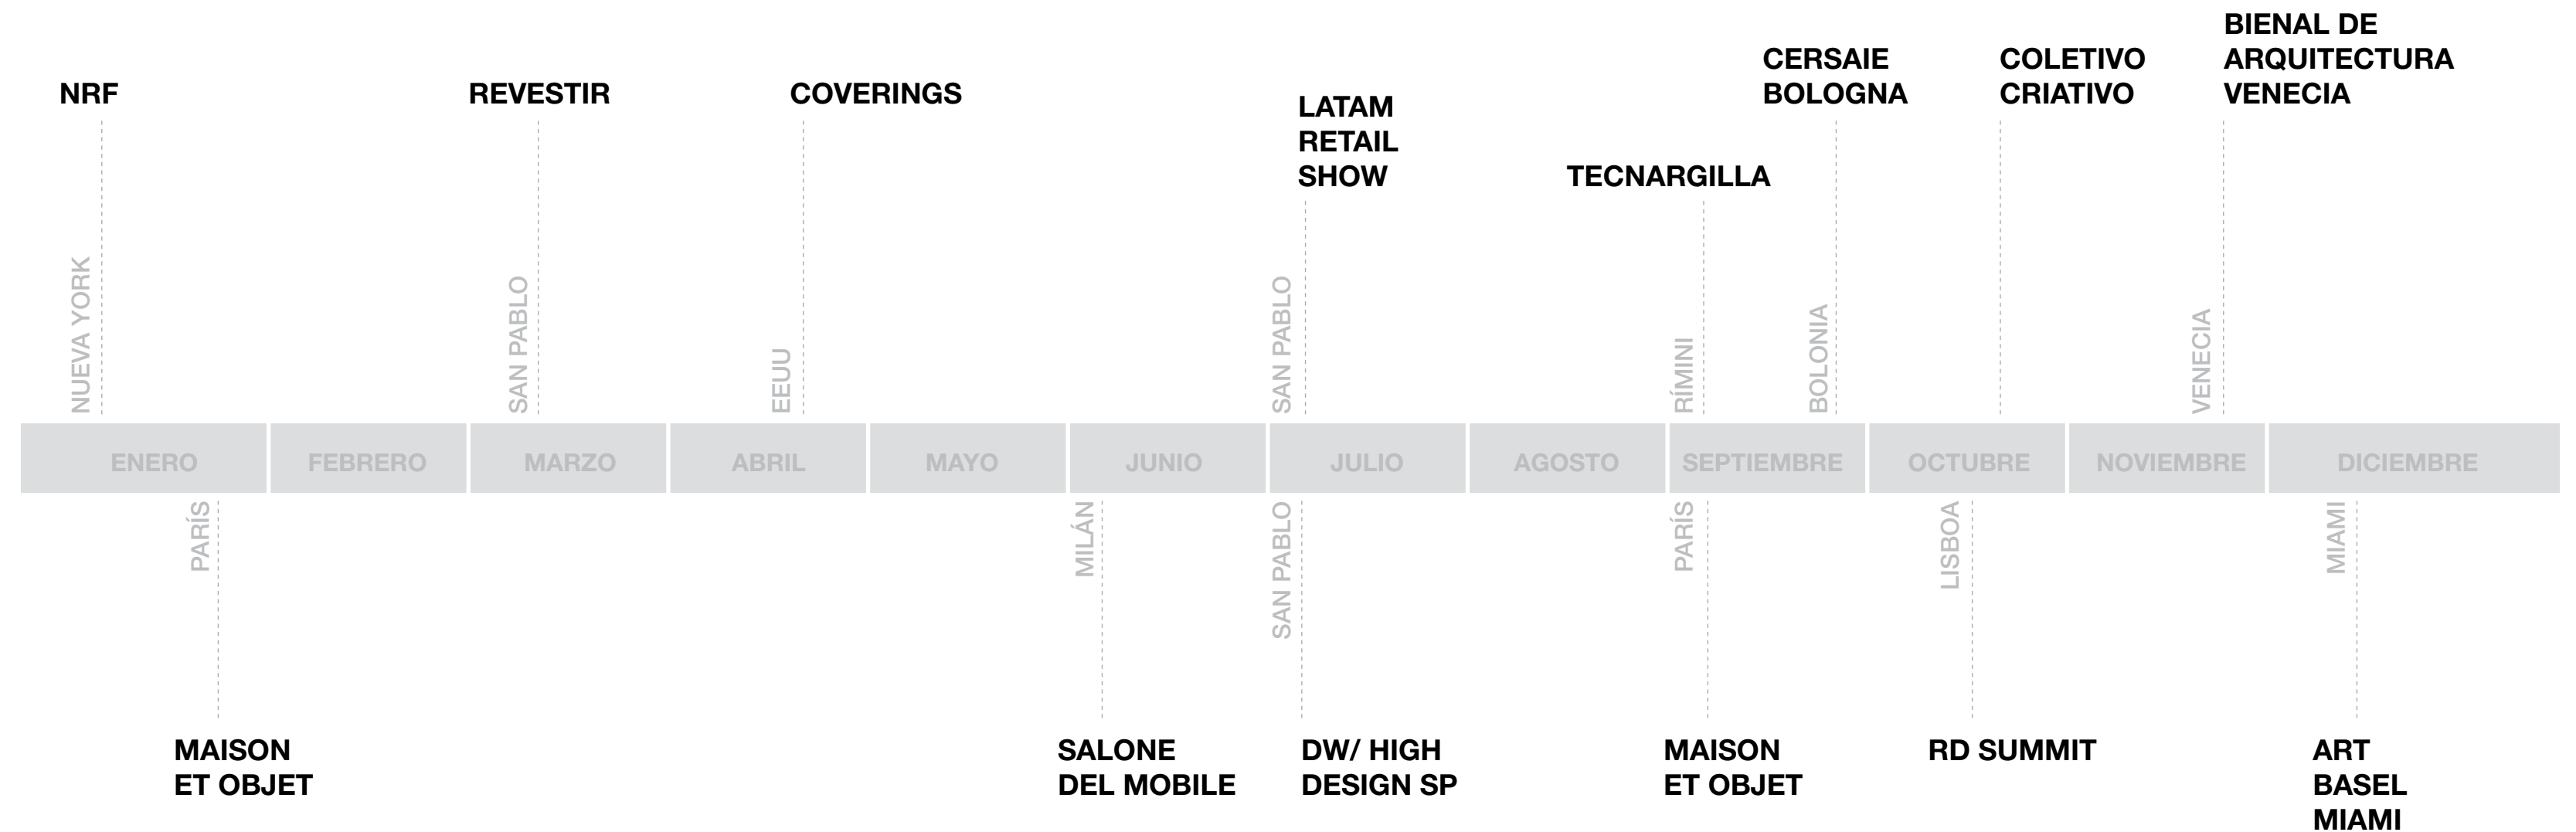 NRF
NUEVA YORK
REVESTIR
SAN PABLO
COVERINGS
EEUU
LATAM
RETAIL
SHOW
SAN PABLO
TECNARGILLA
RÍMINI
CERSAIE
BOLOGNA
BOLONIA
COLETIVO
CRIATIVO
BIENAL DE
ARQUITECTURA
VENECIA
VENECIA
ENERO
FEBRERO
MARZO
ABRIL
MAYO
JUNIO
JULIO
AGOSTO
SEPTIEMBRE
OCTUBRE
NOVIEMBRE
DICIEMBRE
PARÍS
MAISON
ET OBJET
MILÁN
SALONE
DEL MOBILE
SAN PABLO
DW/ HIGH
DESIGN SP
PARÍS
MAISON
ET OBJET
LISBOA
RD SUMMIT
MIAMI
ART
BASEL
MIAMI